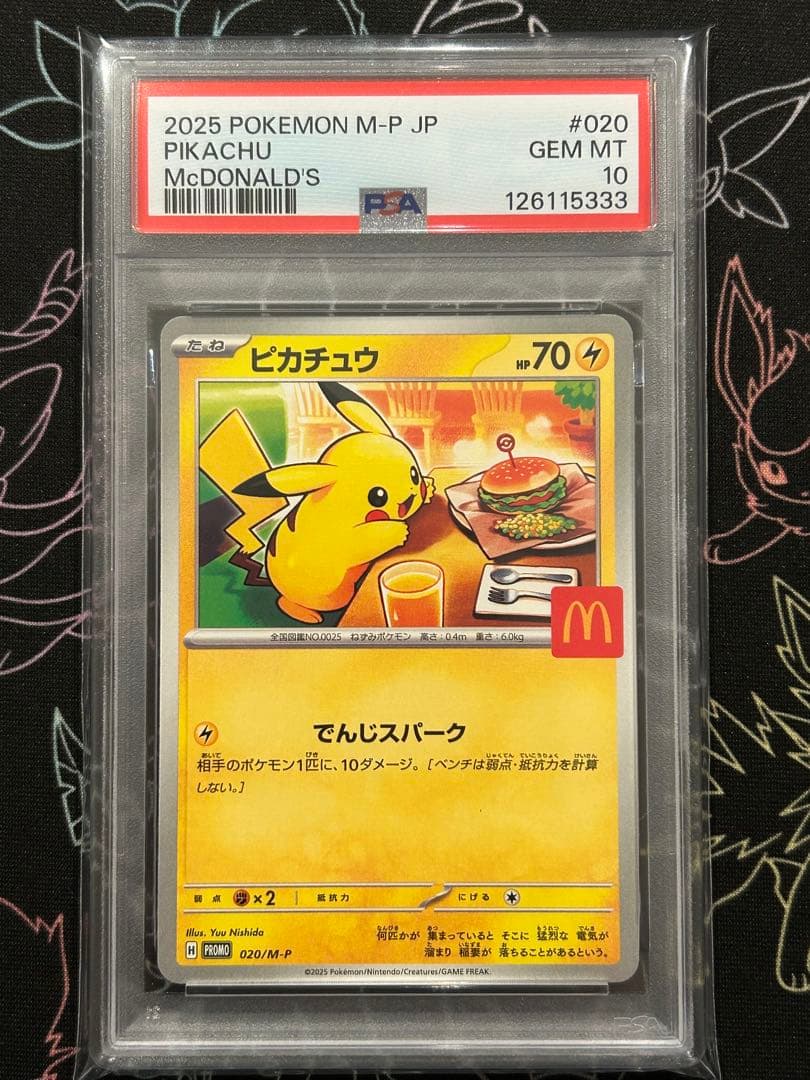 2025 POKEMON M-P JP #020
PIKACHU GEM MT
McDONALD'S 10
PSA 126115333
たね ピカチュウ HP 70
M
全国図鑑NO.0025 ねずみポケモン 高さ:0.4m 重さ:6.0kg
でんじスパーク
相手のポケモン1匹に、10ダメージ。[ベンチは弱点・抵抗力を計算
しない。]
弱点 ×2 抵抗力 にげる
Illus. Yuu Nishida
何匹かが 集まっていると そこに 猛烈な 電気が
溜まり 稲妻が 落ちることがあるという。
H PROMO 020/M-P
©2025 Pokémon/Nintendo/Creatures/GAME FREAK.
PSA